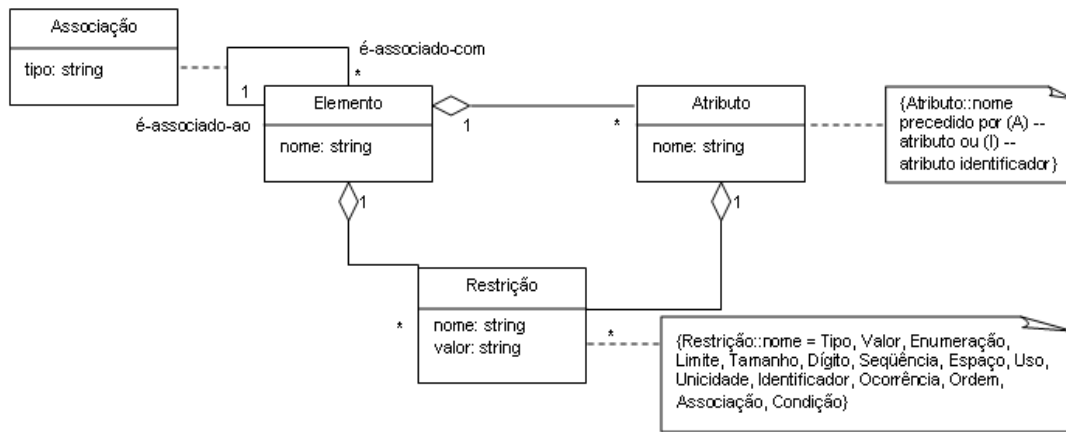 Associação
tipo: string
é-associado-com
*
1
é-associado-ao
Elemento
nome: string
1
*
Atributo
nome: string
{Atributo::nome
precedido por (A) --
atributo ou (I) --
atributo identificador}
1
1
Restrição
nome: string
valor: string
*
*
{Restrição::nome = Tipo, Valor, Enumeração,
Limite, Tamanho, Dígito, Seqüência, Espaço, Uso,
Unicidade, Identificador, Ocorrência, Ordem,
Associação, Condição}